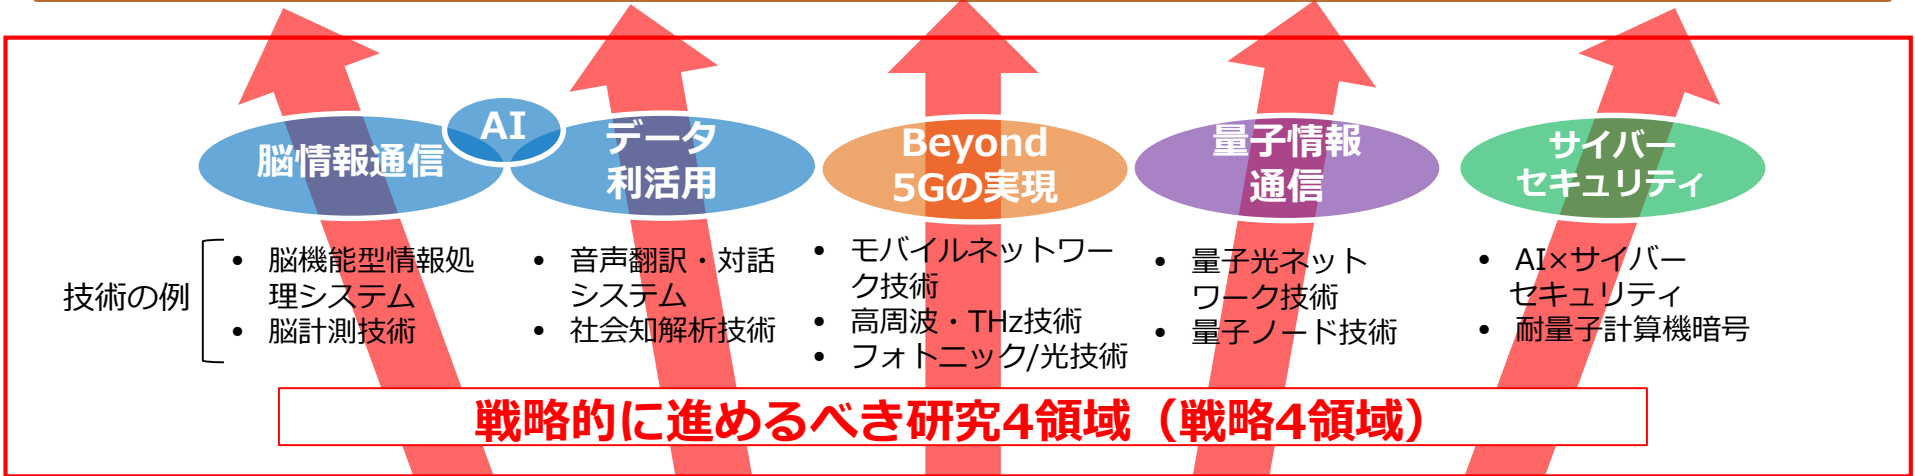 AI
脳情報通信
データ
利活用
Beyond
5Gの実現
量子情報
通信
サイバー
セキュリティ
技術の例
• 脳機能型情報処
理システム
• 脳計測技術
• 音声翻訳・対話
システム
• 社会知解析技術
• モバイルネットワー
ク技術
• 高周波・THz技術
• フォトニック/光技術
• 量子光ネット
ワーク技術
• 量子ノード技術
• AI×サイバー
セキュリティ
• 耐量子計算機暗号
戦略的に進めるべき研究4領域（戦略4領域）